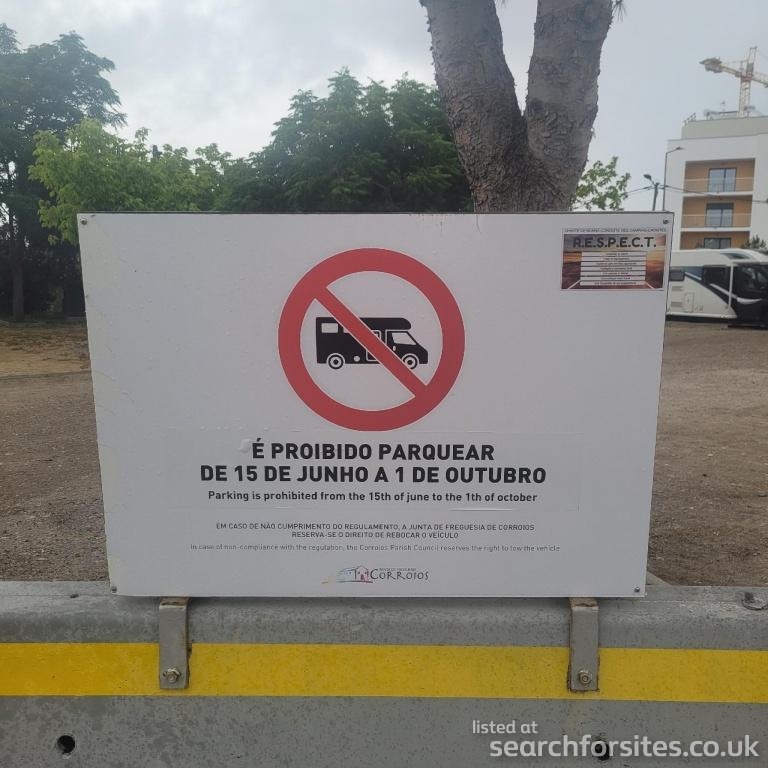 R.E.S.P.E.C.T.
É PROIBIDO PARQUEAR
DE 15 DE JUNHO A 1 DE OUTUBRO
Parking is prohibited from the 15th of june to the 1th of october
EM CASO DE NÃO CUMPRIMENTO DO REGULAMENTO, A JUNTA DE FREGUESIA DE CORROIOS
RESERVA-SE O DIREITO DE REBOCAR O VEÍCULO
In case of non-compliance with the regulation, the Corroios Parish Council reserves the right to tow the vehicle
CORROIOS
listed at
searchforsites.co.uk